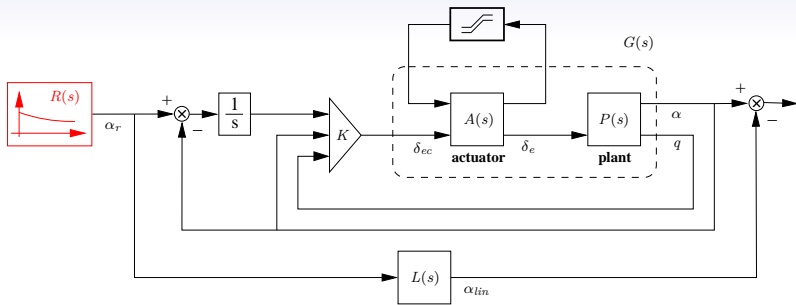 G(s)
R(s)
α_r
+
−
1
s
K
δ_ec
A(s)
actuator
δ_e
P(s)
plant
α
q
+
−
L(s)
α_lin